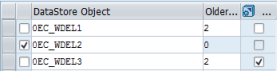 DataStore Object Older... ...
0EC_WDEL1 2
0EC_WDEL2 0
0EC_WDEL3 2